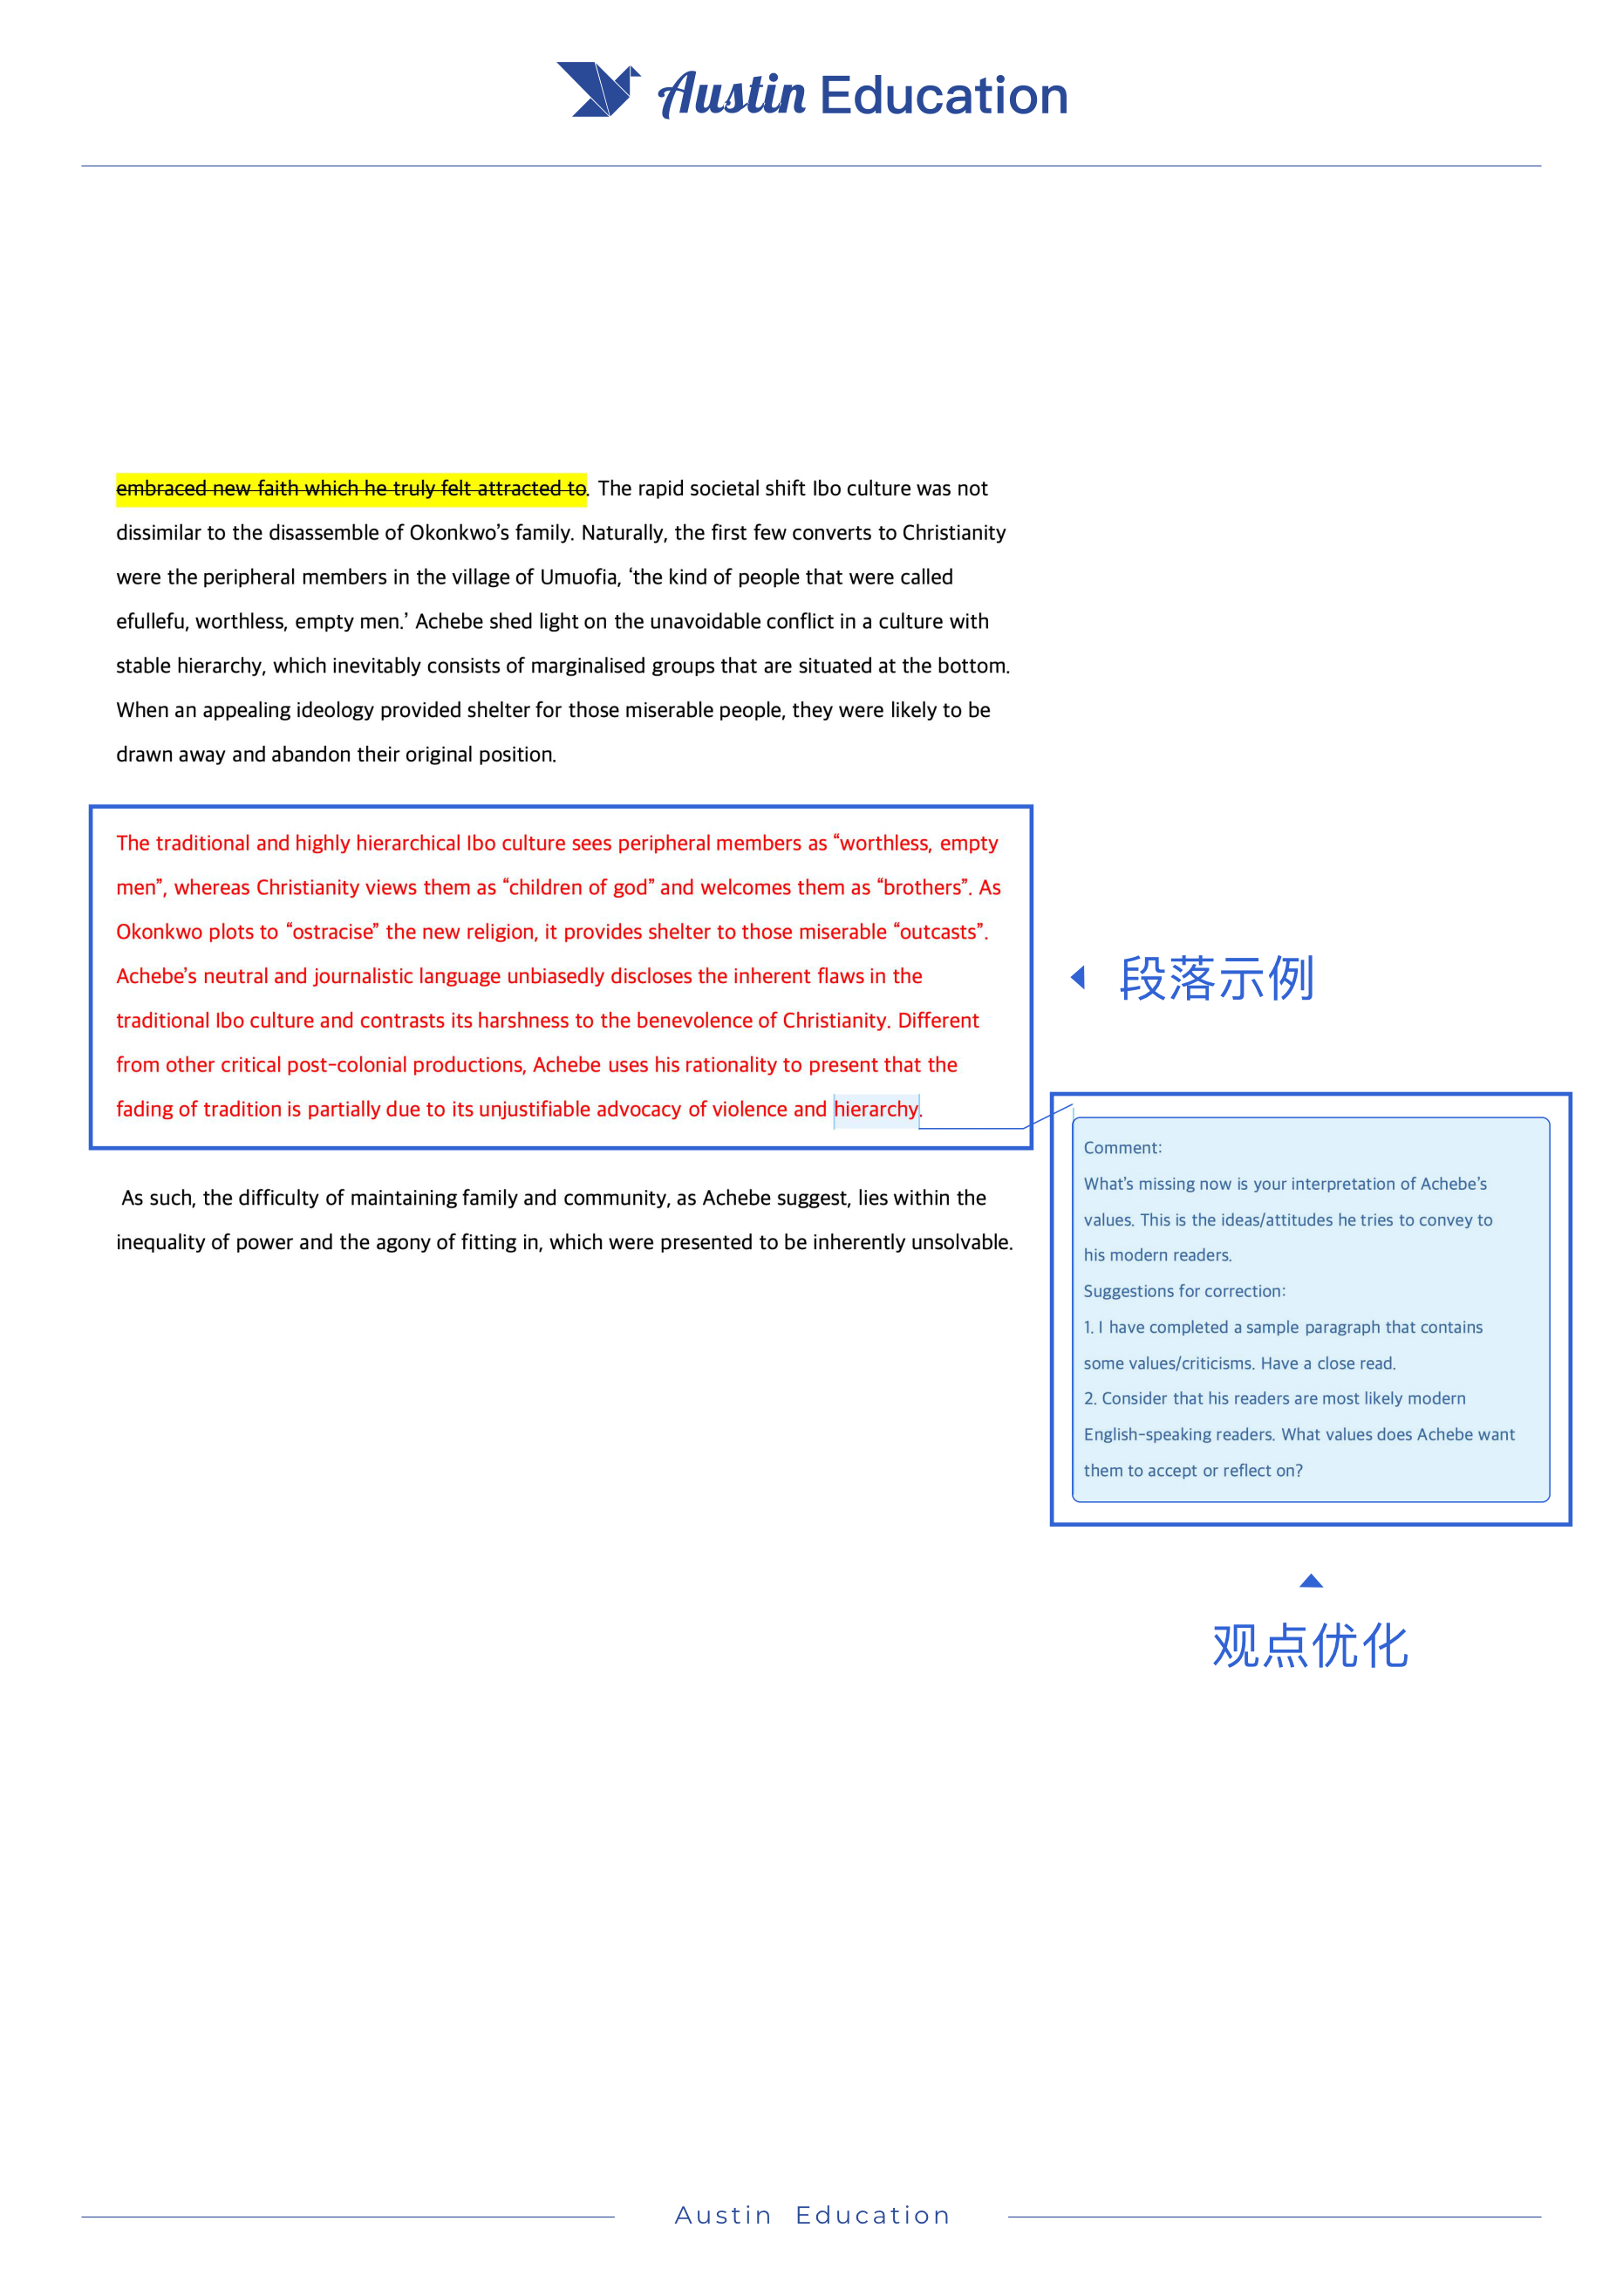 Austin Education
embraced new faith which he truly felt attracted to. The rapid societal shift Ibo culture was not
dissimilar to the disassemble of Okonkwo’s family. Naturally, the first few converts to Christianity
were the peripheral members in the village of Umuofia, ‘the kind of people that were called
efullefu, worthless, empty men.’ Achebe shed light on the unavoidable conflict in a culture with
stable hierarchy, which inevitably consists of marginalised groups that are situated at the bottom.
When an appealing ideology provided shelter for those miserable people, they were likely to be
drawn away and abandon their original position.
The traditional and highly hierarchical Ibo culture sees peripheral members as “worthless, empty
men”, whereas Christianity views them as “children of god” and welcomes them as “brothers”. As
Okonkwo plots to “ostracise” the new religion, it provides shelter to those miserable “outcasts”.
Achebe’s neutral and journalistic language unbiasedly discloses the inherent flaws in the
traditional Ibo culture and contrasts its harshness to the benevolence of Christianity. Different
from other critical post-colonial productions, Achebe uses his rationality to present that the
fading of tradition is partially due to its unjustifiable advocacy of violence and hierarchy.
段落示例
As such, the difficulty of maintaining family and community, as Achebe suggest, lies within the
inequality of power and the agony of fitting in, which were presented to be inherently unsolvable.
Comment:
What’s missing now is your interpretation of Achebe’s
values. This is the ideas/attitudes he tries to convey to
his modern readers.
Suggestions for correction:
1. I have completed a sample paragraph that contains
some values/criticisms. Have a close read.
2. Consider that his readers are most likely modern
English-speaking readers. What values does Achebe want
them to accept or reflect on?
观点优化
Austin Education